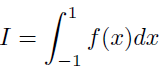 I = ∫_{-1}^{1} f(x)dx